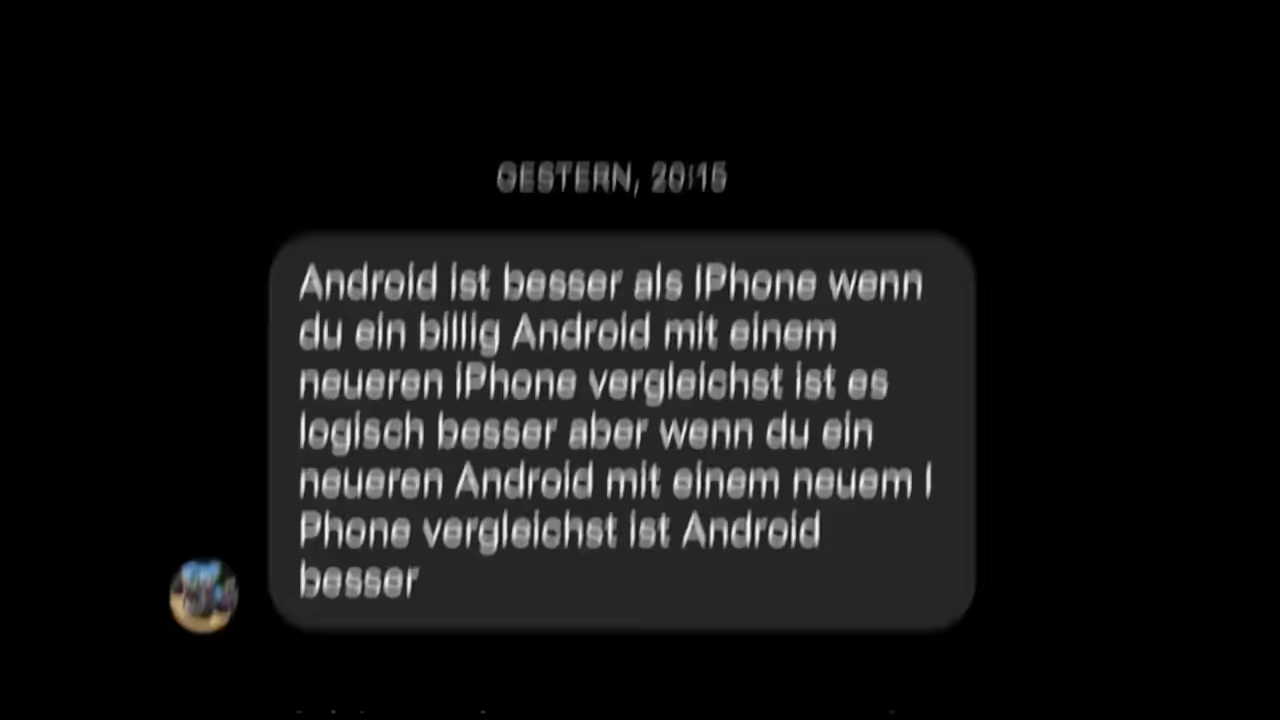 GESTERN, 20:15
Android ist besser als IPhone wenn
du ein billig Android mit einem
neueren iPhone vergleichst ist es
logisch besser aber wenn du ein
neueren Android mit einem neuem I
Phone vergleichst ist Android
besser